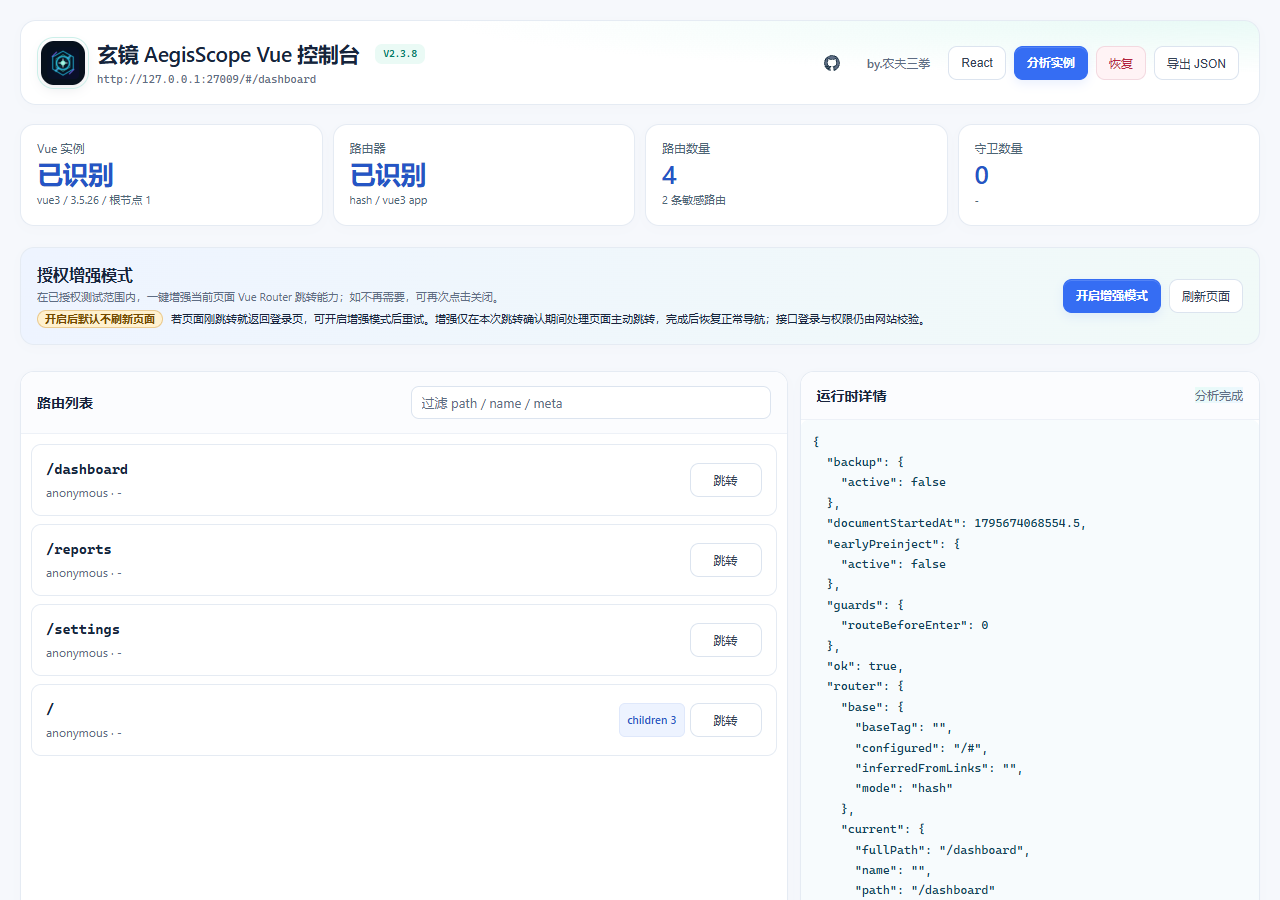 玄镜 AegisScope Vue 控制台
V2.3.8
http://127.0.0.1:27009/#/dashboard
by.农夫三拳
React
分析实例
恢复
导出 JSON
Vue 实例
已识别
vue3 / 3.5.26 / 根节点 1
路由器
已识别
hash / vue3 app
路由数量
4
2 条敏感路由
守卫数量
0
-
授权增强模式
在已授权测试范围内，一键增强当前页面 Vue Router 跳转能力；如不再需要，可再次点击关闭。
开启后默认不刷新页面
若页面刚跳转就返回登录页，可开启增强模式后重试。增强仅在本次跳转确认期间处理页面主动跳转，完成后恢复正常导航；接口登录与权限仍由网站校验。
开启增强模式
刷新页面
路由列表
过滤 path / name / meta
/dashboard
anonymous · -
跳转
/reports
anonymous · -
跳转
/settings
anonymous · -
跳转
/
anonymous · -
children 3
跳转
运行时详情
分析完成
{
"backup": {
"active": false
},
"documentStartedAt": 1795674068554.5,
"earlyPreinject": {
"active": false
},
"guards": {
"routeBeforeEnter": 0
},
"ok": true,
"router": {
"base": {
"baseTag": "",
"configured": "/#",
"inferredFromLinks": "",
"mode": "hash"
},
"current": {
"fullPath": "/dashboard",
"name": "",
"path": "/dashboard"